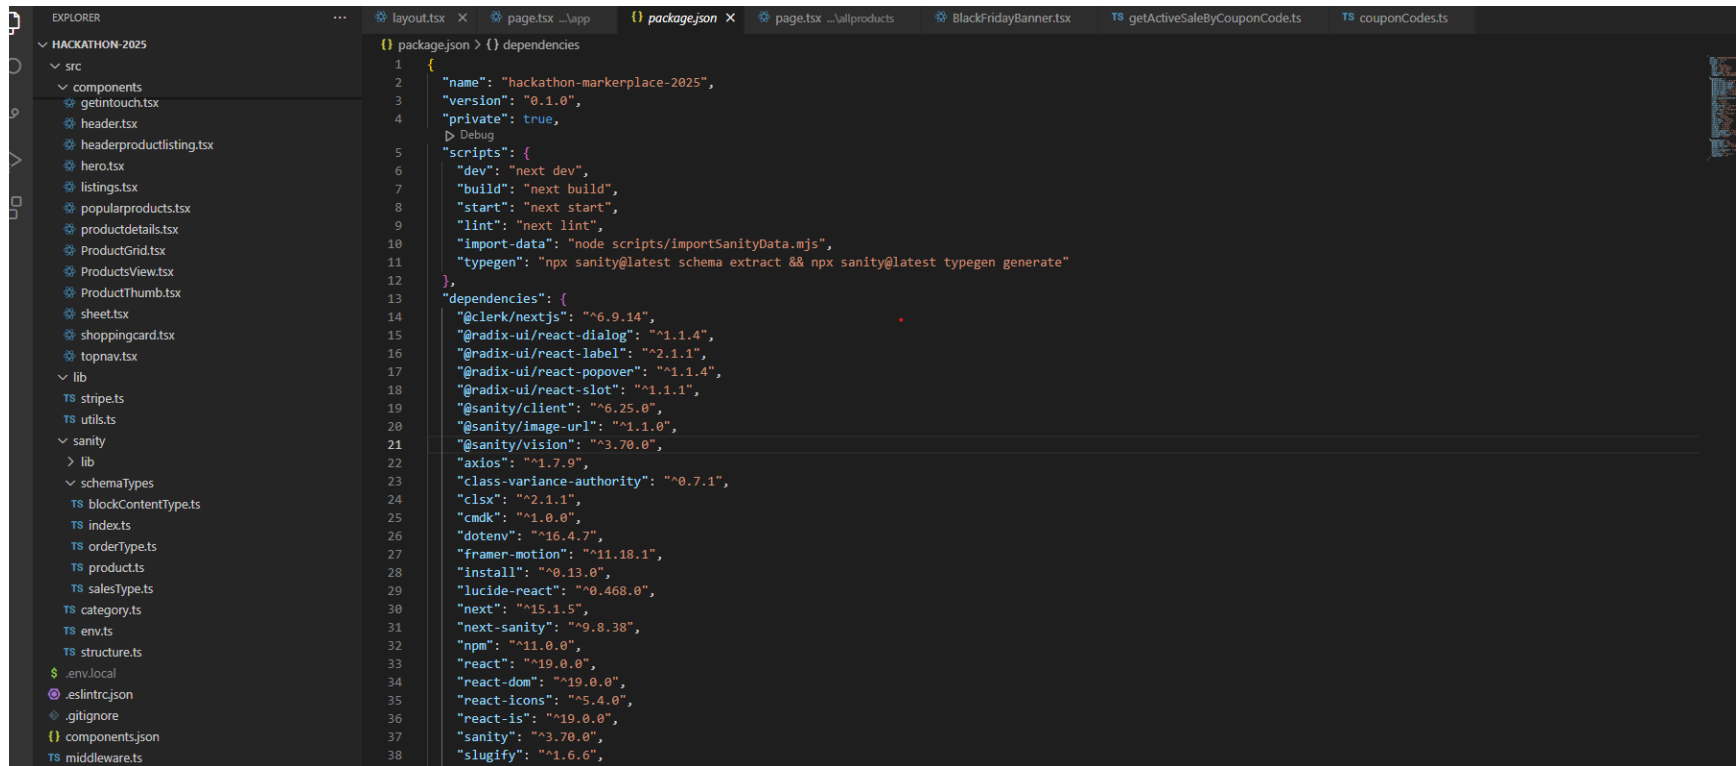 EXPLORER
HACKATHON-2025
src
components
getintouch.tsx
header.tsx
headerproductlisting.tsx
hero.tsx
listings.tsx
popularproducts.tsx
productdetails.tsx
ProductGrid.tsx
ProductsView.tsx
ProductThumb.tsx
sheet.tsx
shoppingcard.tsx
topnav.tsx
lib
TS stripe.ts
TS utils.ts
sanity
lib
schemaTypes
TS blockContentType.ts
TS index.ts
TS orderType.ts
TS product.ts
TS salesType.ts
TS category.ts
TS env.ts
TS structure.ts
$ .env.local
.eslintrc.json
.gitignore
{} components.json
TS middleware.ts
layout.tsx
page.tsx ...\app
{} package.json
page.tsx ...\allproducts
BlackFridayBanner.tsx
TS getActiveSaleByCouponCode.ts
TS couponCodes.ts
{} package.json > {} dependencies
1 {
2 "name": "hackathon-markerplace-2025",
3 "version": "0.1.0",
4 "private": true,
Debug
5 "scripts": {
6 "dev": "next dev",
7 "build": "next build",
8 "start": "next start",
9 "lint": "next lint",
10 "import-data": "node scripts/importSanityData.mjs",
11 "typegen": "npx sanity@latest schema extract && npx sanity@latest typegen generate"
12 },
13 "dependencies": {
14 "@clerk/nextjs": "^6.9.14",
15 "@radix-ui/react-dialog": "^1.1.4",
16 "@radix-ui/react-label": "^2.1.1",
17 "@radix-ui/react-popover": "^1.1.4",
18 "@radix-ui/react-slot": "^1.1.1",
19 "@sanity/client": "^6.25.0",
20 "@sanity/image-url": "^1.1.0",
21 "@sanity/vision": "^3.70.0",
22 "axios": "^1.7.9",
23 "class-variance-authority": "^0.7.1",
24 "clsx": "^2.1.1",
25 "cmdk": "^1.0.0",
26 "dotenv": "^16.4.7",
27 "framer-motion": "^11.18.1",
28 "install": "^0.13.0",
29 "lucide-react": "^0.468.0",
30 "next": "^15.1.5",
31 "next-sanity": "^9.8.38",
32 "npm": "^11.0.0",
33 "react": "^19.0.0",
34 "react-dom": "^19.0.0",
35 "react-icons": "^5.4.0",
36 "react-is": "^19.0.0",
37 "sanity": "^3.70.0",
38 "slugify": "^1.6.6",